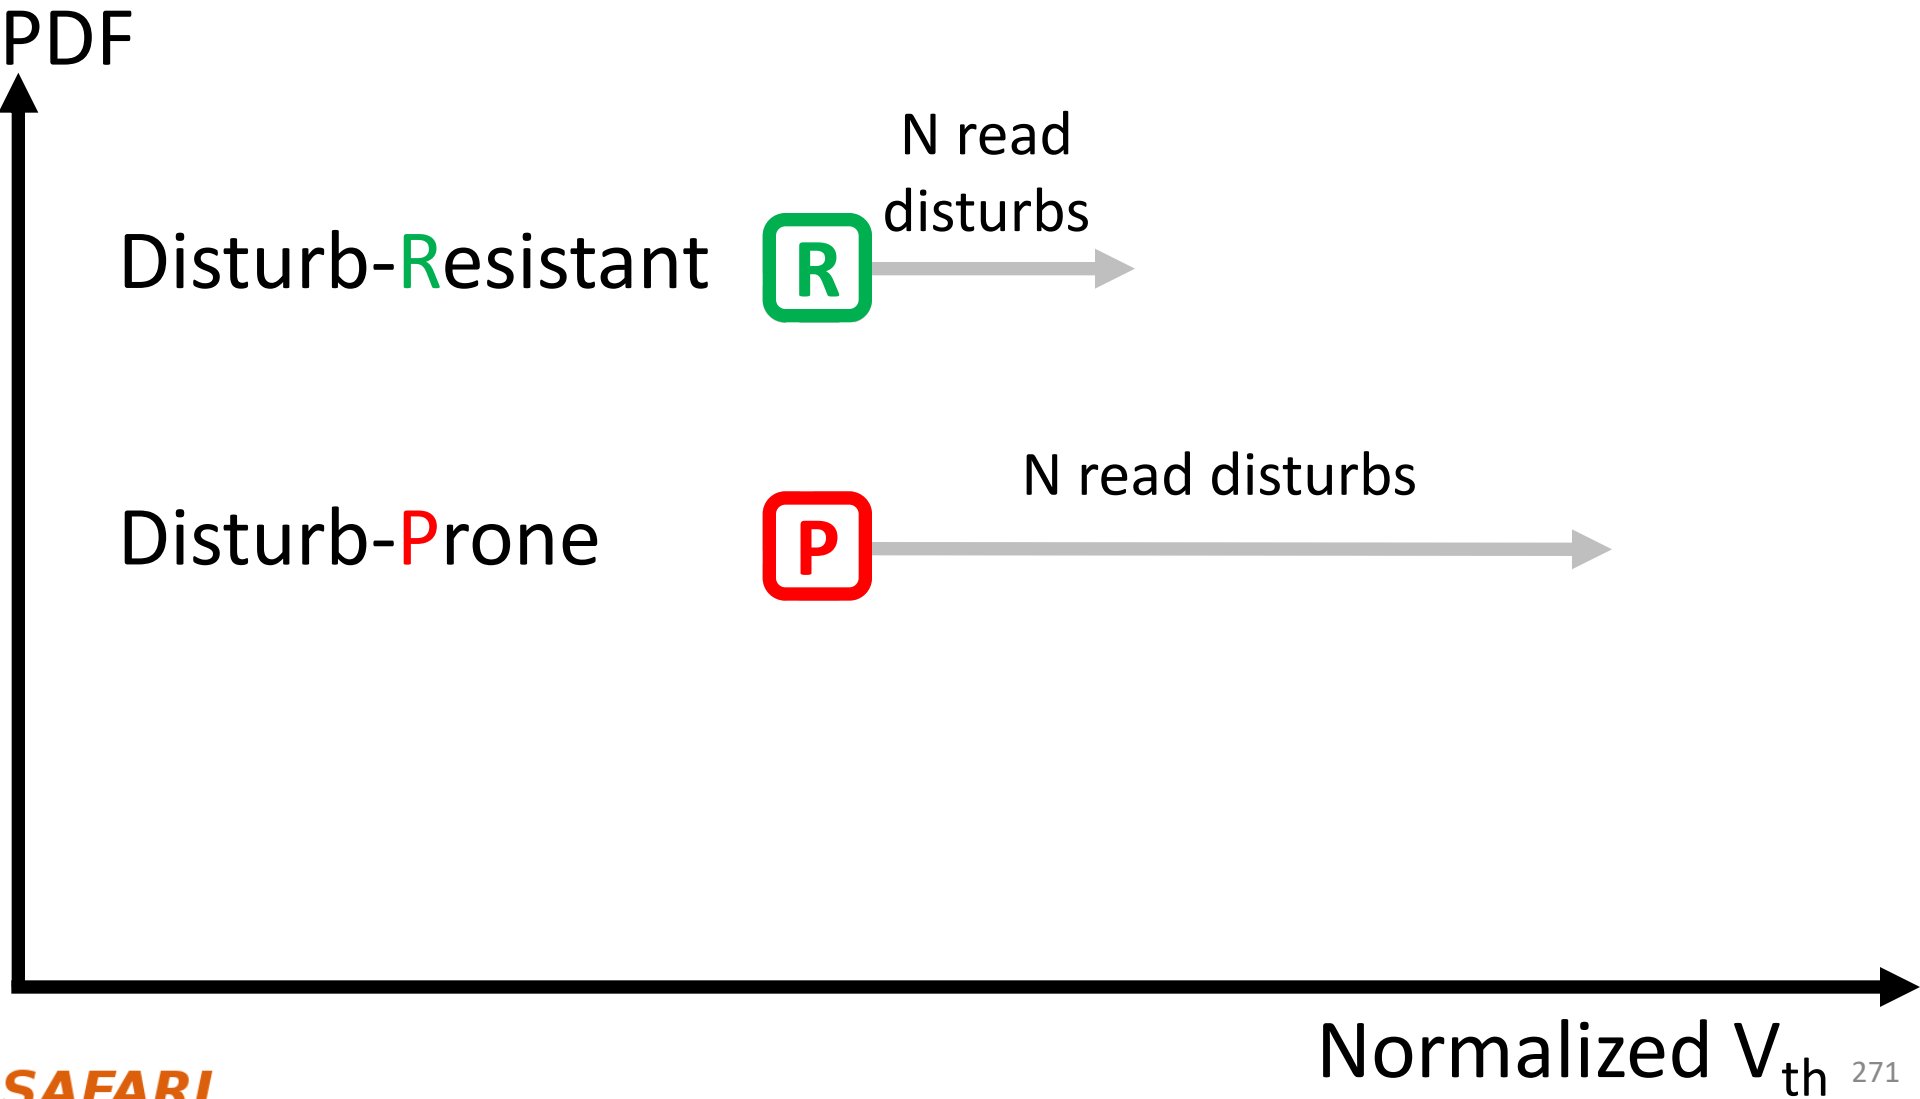 PDF
N read
disturbs
Disturb-Resistant
R
N read disturbs
Disturb-Prone
P
Normalized Vth
271
SAFARI